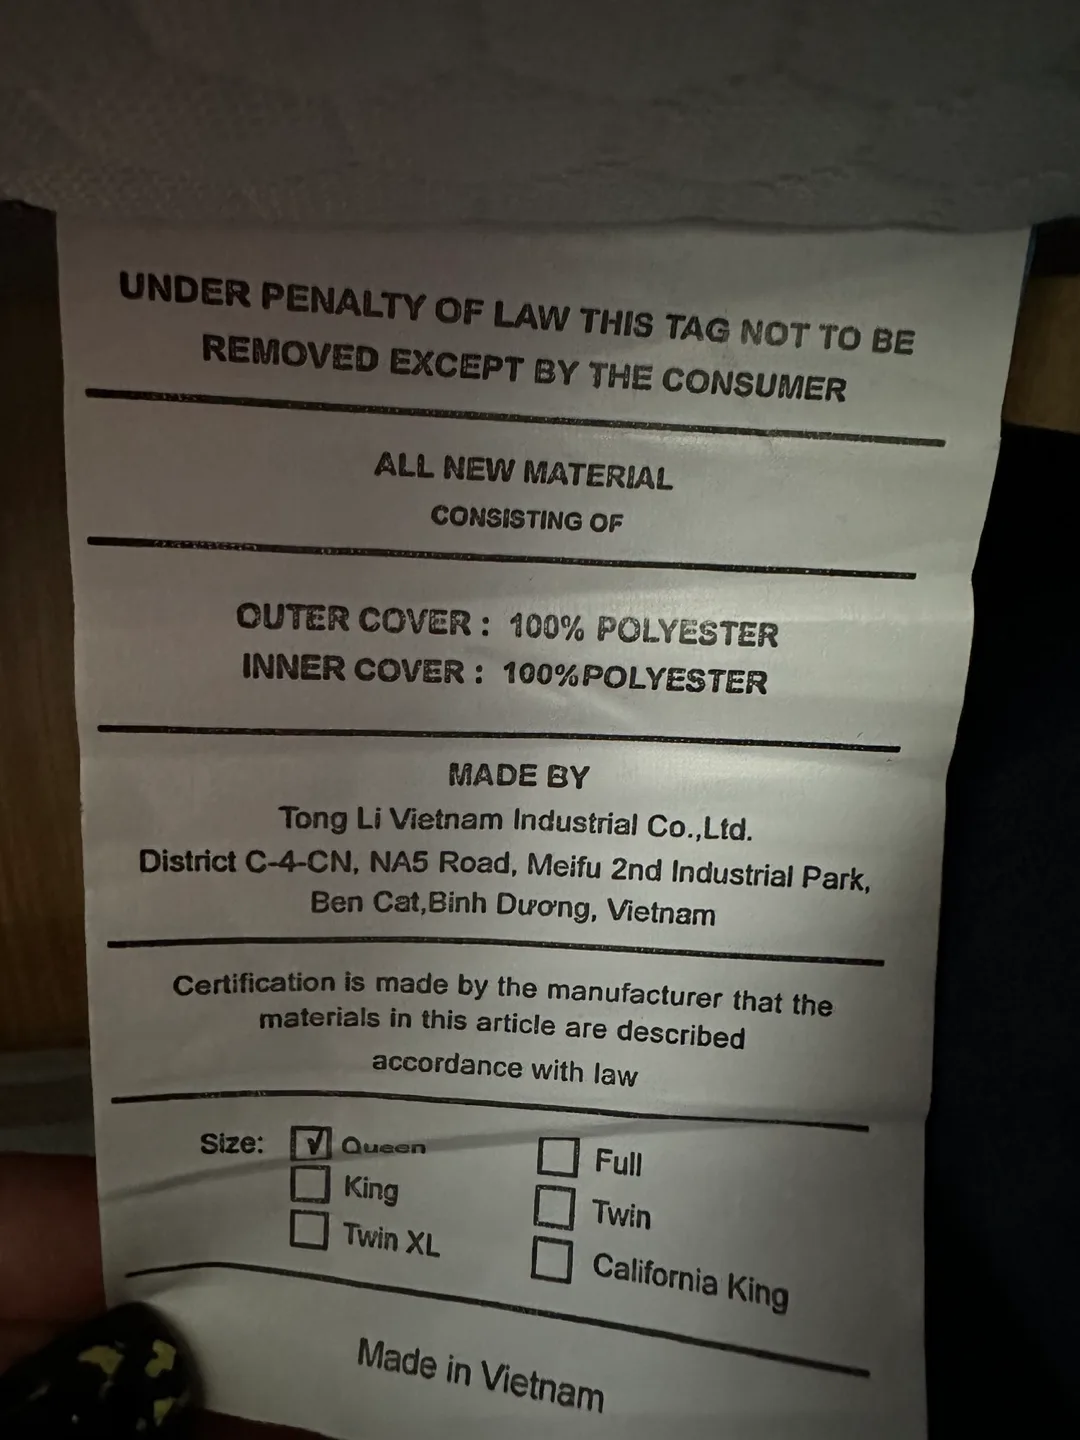 UNDER PENALTY OF LAW THIS TAG NOT TO BE
REMOVED EXCEPT BY THE CONSUMER
ALL NEW MATERIAL
CONSISTING OF
OUTER COVER : 100% POLYESTER
INNER COVER : 100%POLYESTER
MADE BY
Tong Li Vietnam Industrial Co.,Ltd.
District C-4-CN, NA5 Road, Meifu 2nd Industrial Park,
Ben Cat,Binh Dương, Vietnam
Certification is made by the manufacturer that the
materials in this article are described
accordance with law
Size: ☑ Queen ☐ Full
☐ King ☐ Twin
☐ Twin XL ☐ California King
Made in Vietnam